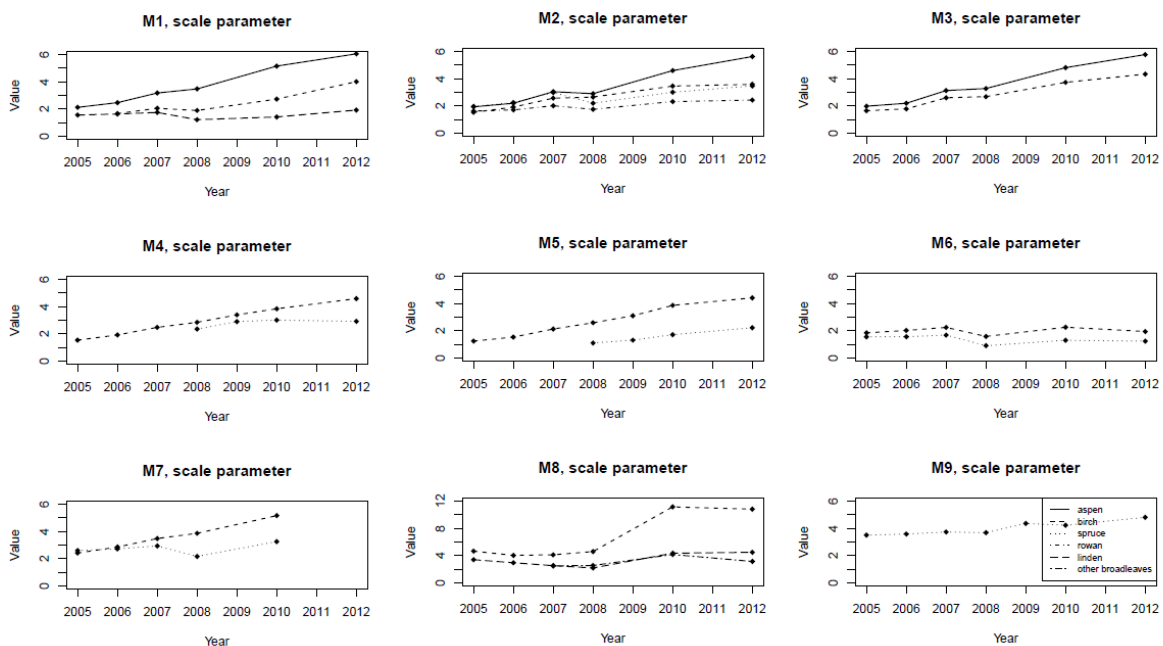 M1, scale parameter
Value
0 2 4 6
2005 2006 2007 2008 2009 2010 2011 2012
Year
M2, scale parameter
Value
0 2 4 6
2005 2006 2007 2008 2009 2010 2011 2012
Year
M3, scale parameter
Value
0 2 4 6
2005 2006 2007 2008 2009 2010 2011 2012
Year
M4, scale parameter
Value
0 2 4 6
2005 2006 2007 2008 2009 2010 2011 2012
Year
M5, scale parameter
Value
0 2 4 6
2005 2006 2007 2008 2009 2010 2011 2012
Year
M6, scale parameter
Value
0 2 4 6
2005 2006 2007 2008 2009 2010 2011 2012
Year
M7, scale parameter
Value
0 2 4 6
2005 2006 2007 2008 2009 2010 2011 2012
Year
M8, scale parameter
Value
0 4 8 12
2005 2006 2007 2008 2009 2010 2011 2012
Year
M9, scale parameter
Value
0 2 4 6
aspen
birch
spruce
rowan
linden
other broadleaves
2005 2006 2007 2008 2009 2010 2011 2012
Year